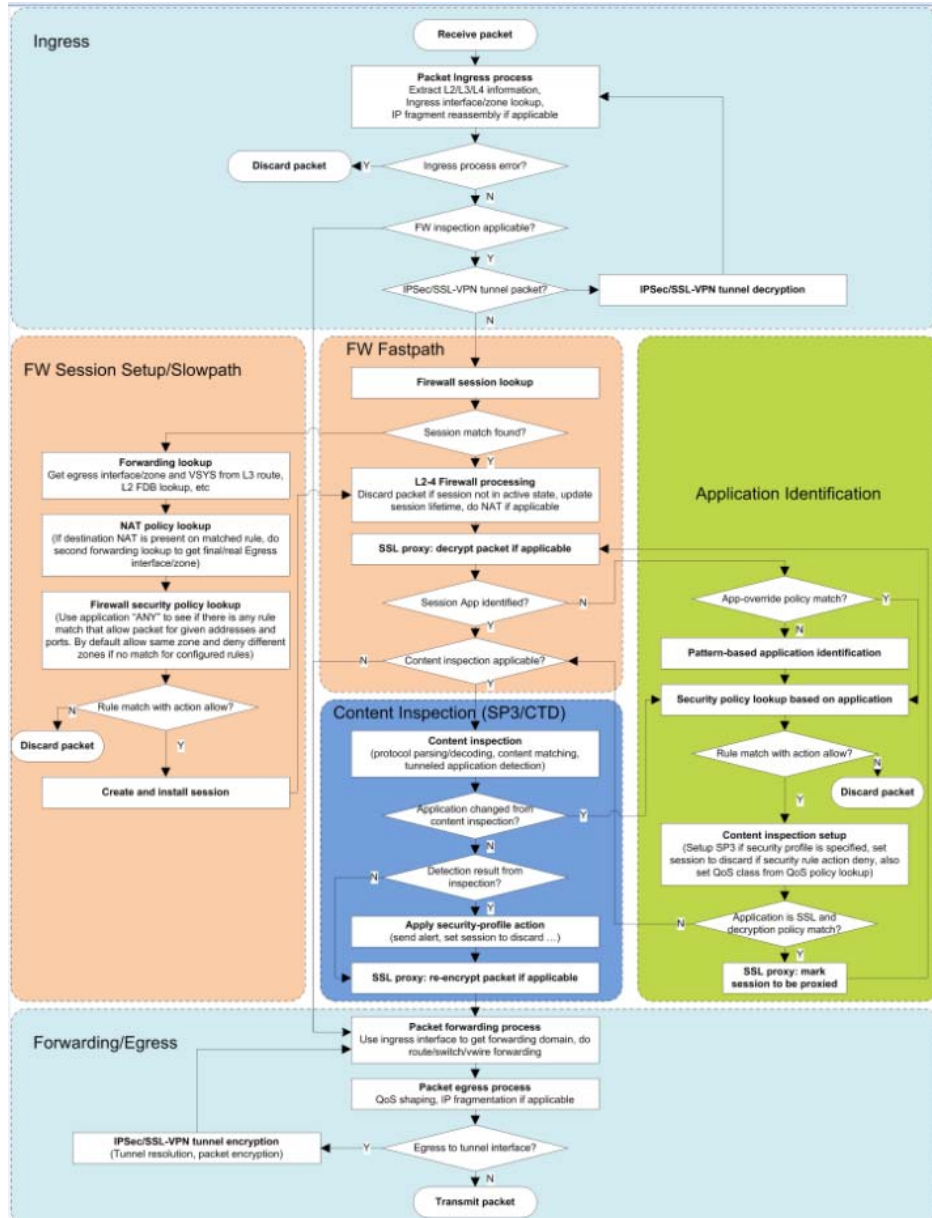 Ingress
Receive packet
Packet Ingress process
Extract L2/L3/L4 information,
Ingress interface/zone lookup,
IP fragment reassembly if applicable
Discard packet
Y
Ingress process error?
N
FW inspection applicable?
Y
IPSec/SSL-VPN tunnel packet?
Y
IPSec/SSL-VPN tunnel decryption
N
FW Session Setup/Slowpath
Forwarding lookup
Get egress interface/zone and VSYS from L3 route,
L2 FDB lookup, etc
NAT policy lookup
(If destination NAT is present on matched rule, do
second forwarding lookup to get final/real Egress
interface/zone)
Firewall security policy lookup
(Use application "ANY" to see if there is any rule
match that allow packet for given addresses and
ports. By default allow same zone and deny different
zones if no match for configured rules)
N
Rule match with action allow?
Discard packet
Y
Create and install session
FW Fastpath
Firewall session lookup
N
Session match found?
Y
L2-4 Firewall processing
Discard packet if session not in active state, update
session lifetime, do NAT if applicable
SSL proxy: decrypt packet if applicable
Session App identified?
N
Y
N
Content inspection applicable?
Y
Content Inspection (SP3/CTD)
Content inspection
(protocol parsing/decoding, content matching,
tunneled application detection)
Application changed from
content inspection?
Y
N
N
Detection result from
inspection?
Y
Apply security-profile action
(send alert, set session to discard ...)
SSL proxy: re-encrypt packet if applicable
Application Identification
App-override policy match?
Y
N
Pattern-based application identification
Security policy lookup based on application
Rule match with action allow?
N
Discard packet
Y
Content inspection setup
(Setup SP3 if security profile is specified, set
session to discard if security rule action deny, also
set QoS class from QoS policy lookup)
N
Application is SSL and
decryption policy match?
Y
SSL proxy: mark
session to be proxied
Forwarding/Egress
Packet forwarding process
Use ingress interface to get forwarding domain, do
route/switch/vwire forwarding
Packet egress process
QoS shaping, IP fragmentation if applicable
IPSec/SSL-VPN tunnel encryption
(Tunnel resolution, packet encryption)
Y
Egress to tunnel interface?
N
Transmit packet